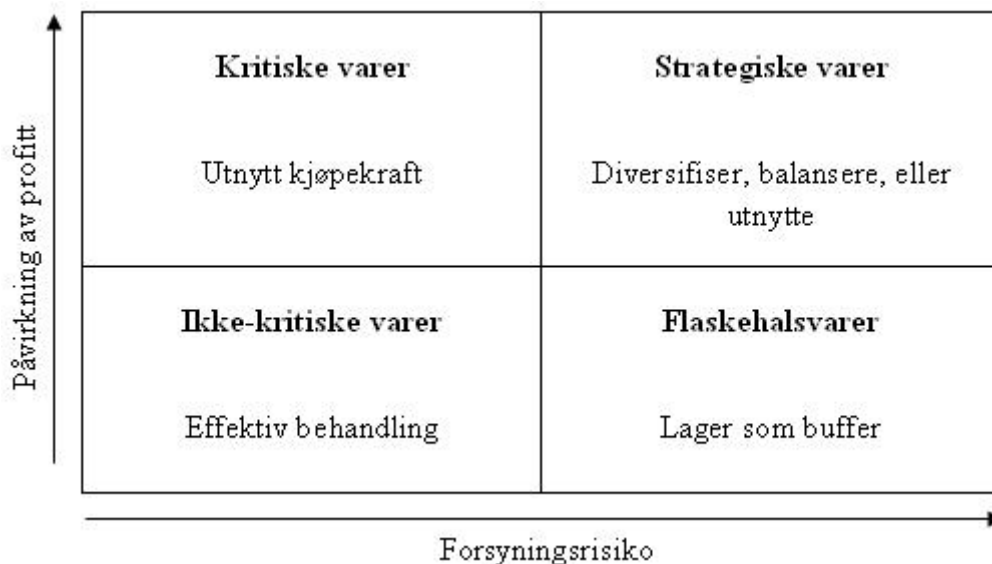 Påvirkning av profitt
Kritiske varer
Utnytt kjøpekraft
Strategiske varer
Diversifiser, balansere, eller
utnytte
Ikke-kritiske varer
Effektiv behandling
Flaskehalsvarer
Lager som buffer
Forsyningsrisiko